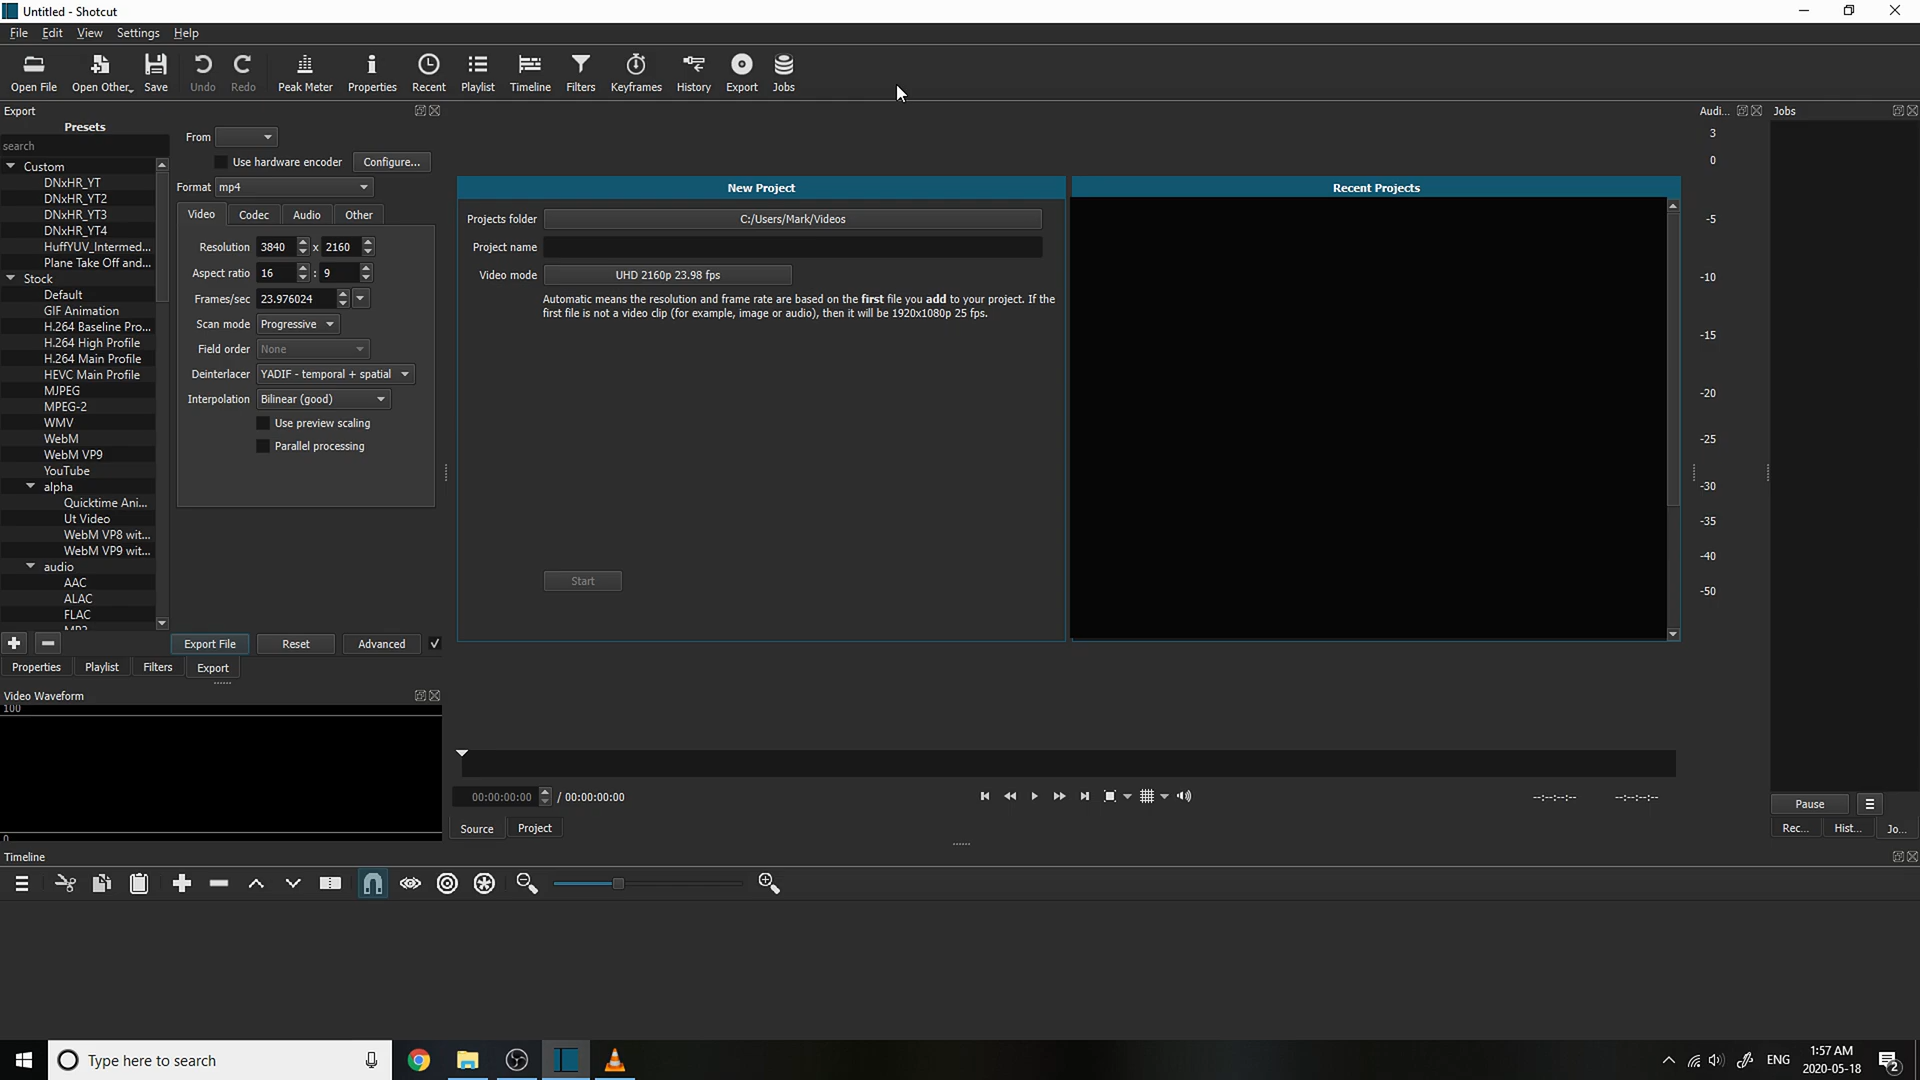 Untitled - Shotcut
File Edit View Settings Help
Open File Open Other.. Save Undo Redo Peak Meter Properties Recent Playlist Timeline Filters Keyframes History Export Jobs
Export
Presets
search
Custom
DNxHR_YT
DNxHR_YT2
DNxHR_YT3
DNxHR_YT4
HuffYUV_Intermed...
Plane Take Off and...
Stock
Default
GIF Animation
H.264 Baseline Pro...
H.264 High Profile
H.264 Main Profile
HEVC Main Profile
MJPEG
MPEG-2
WMV
WebM
WebM VP9
YouTube
alpha
Quicktime Ani...
Ut Video
WebM VP8 wit...
WebM VP9 wit...
audio
AAC
ALAC
FLAC
MP3
From
Use hardware encoder Configure...
Format mp4
Video Codec Audio Other
Resolution 3840 x 2160
Aspect ratio 16 : 9
Frames/sec 23.976024
Scan mode Progressive
Field order None
Deinterlacer YADIF - temporal + spatial
Interpolation Bilinear (good)
Use preview scaling
Parallel processing
Export File Reset Advanced
Properties Playlist Filters Export
Video Waveform
100
0
New Project
Projects folder C:/Users/Mark/Videos
Project name
Video mode UHD 2160p 23.98 fps
Automatic means the resolution and frame rate are based on the first file you add to your project. If the
first file is not a video clip (for example, image or audio), then it will be 1920x1080p 25 fps.
Start
Recent Projects
00:00:00:00 / 00:00:00:00
--:--:--:-- --:--:--:--
Source Project
Audi...
3
0
-5
-10
-15
-20
-25
-30
-35
-40
-50
Jobs
Pause
Rec... Hist... Jo...
Timeline
Type here to search
ENG
1:57 AM
2020-05-18
2